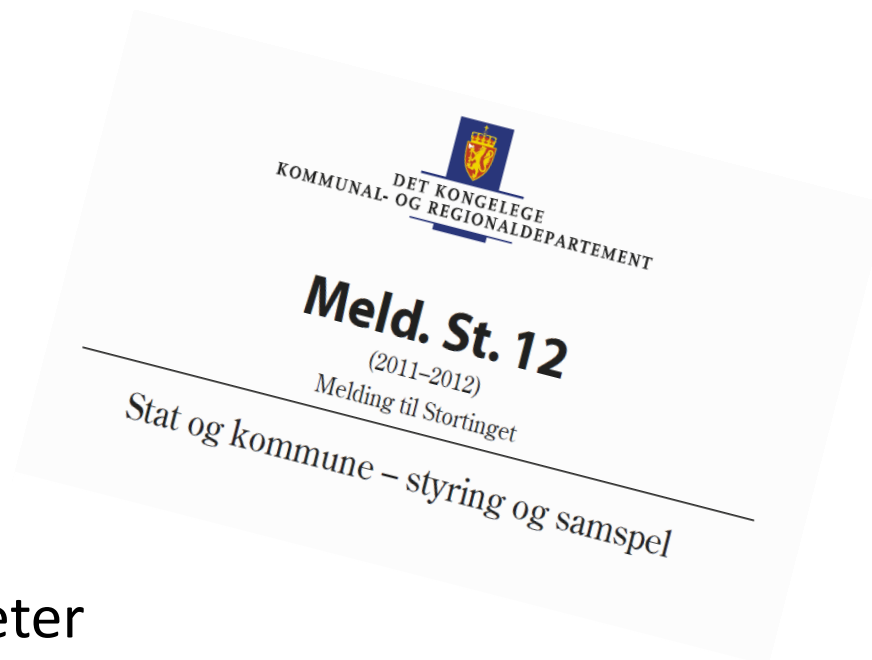 DET KONGELEGE
KOMMUNAL- OG REGIONALDEPARTEMENT
Meld. St. 12
(2011–2012)
Melding til Stortinget
Stat og kommune – styring og samspel
eter